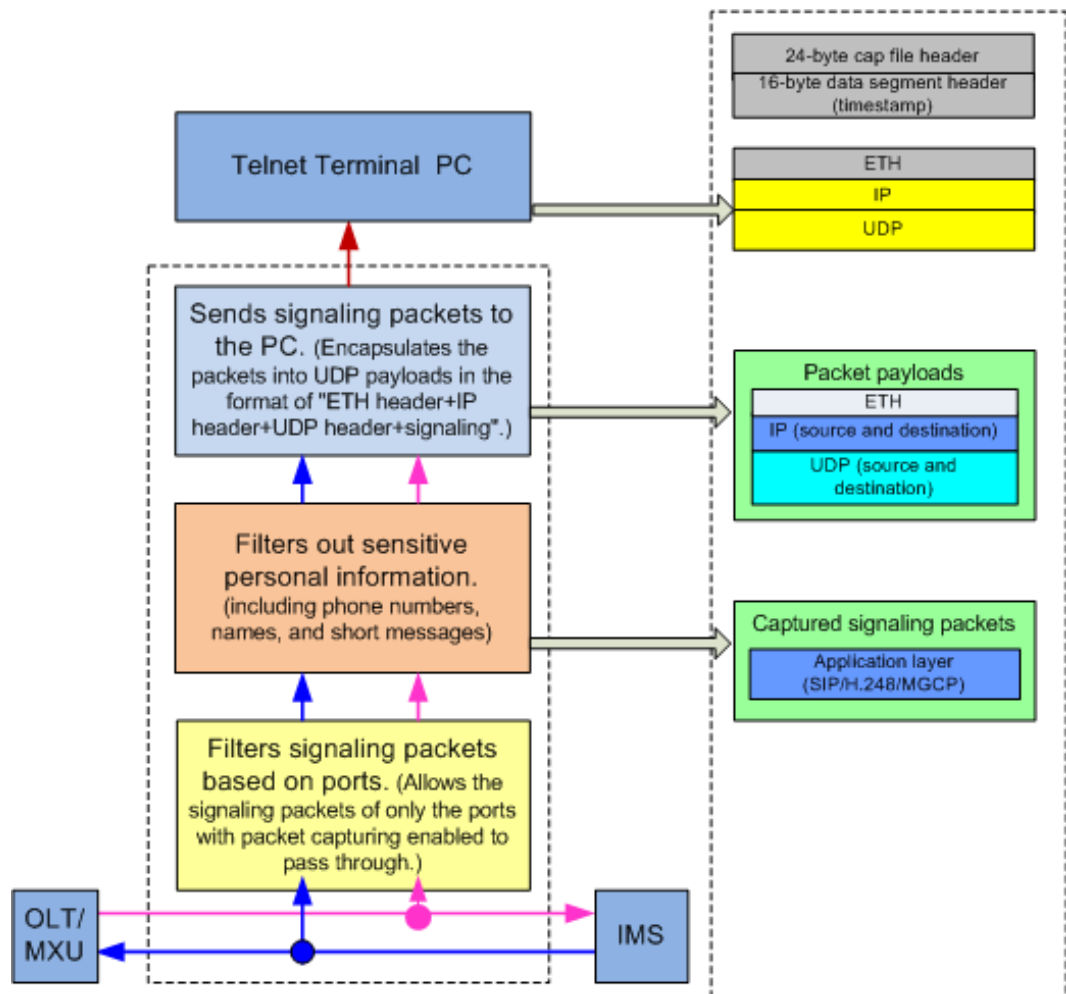 24-byte cap file header
16-byte data segment header
(timestamp)
Telnet Terminal PC
ETH
IP
UDP
Sends signaling packets to
the PC. (Encapsulates the
packets into UDP payloads in the
format of "ETH header+IP
header+UDP header+signaling".)
Packet payloads
ETH
IP (source and destination)
UDP (source and
destination)
Filters out sensitive
personal information.
(including phone numbers,
names, and short messages)
Captured signaling packets
Application layer
(SIP/H.248/MGCP)
Filters signaling packets
based on ports. (Allows the
signaling packets of only the ports
with packet capturing enabled to
pass through.)
OLT/
MXU
IMS